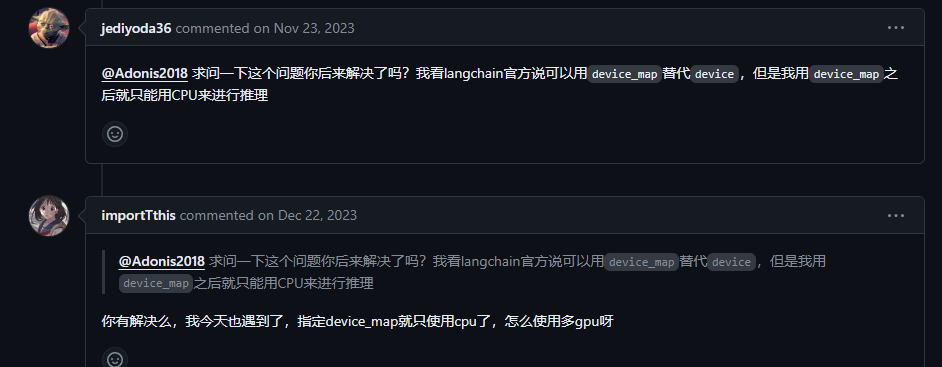 jediyoda36 commented on Nov 23, 2023
@Adonis2018 求问一下这个问题你后来解决了吗？我看langchain官方说可以用device_map替代device，但是我用device_map之
后就只能用CPU来进行推理
importTthis commented on Dec 22, 2023
@Adonis2018 求问一下这个问题你后来解决了吗？我看langchain官方说可以用device_map替代device，但是我用
device_map之后就只能用CPU来进行推理
你有解决么，我今天也遇到了，指定device_map就只使用cpu了，怎么使用多gpu呀